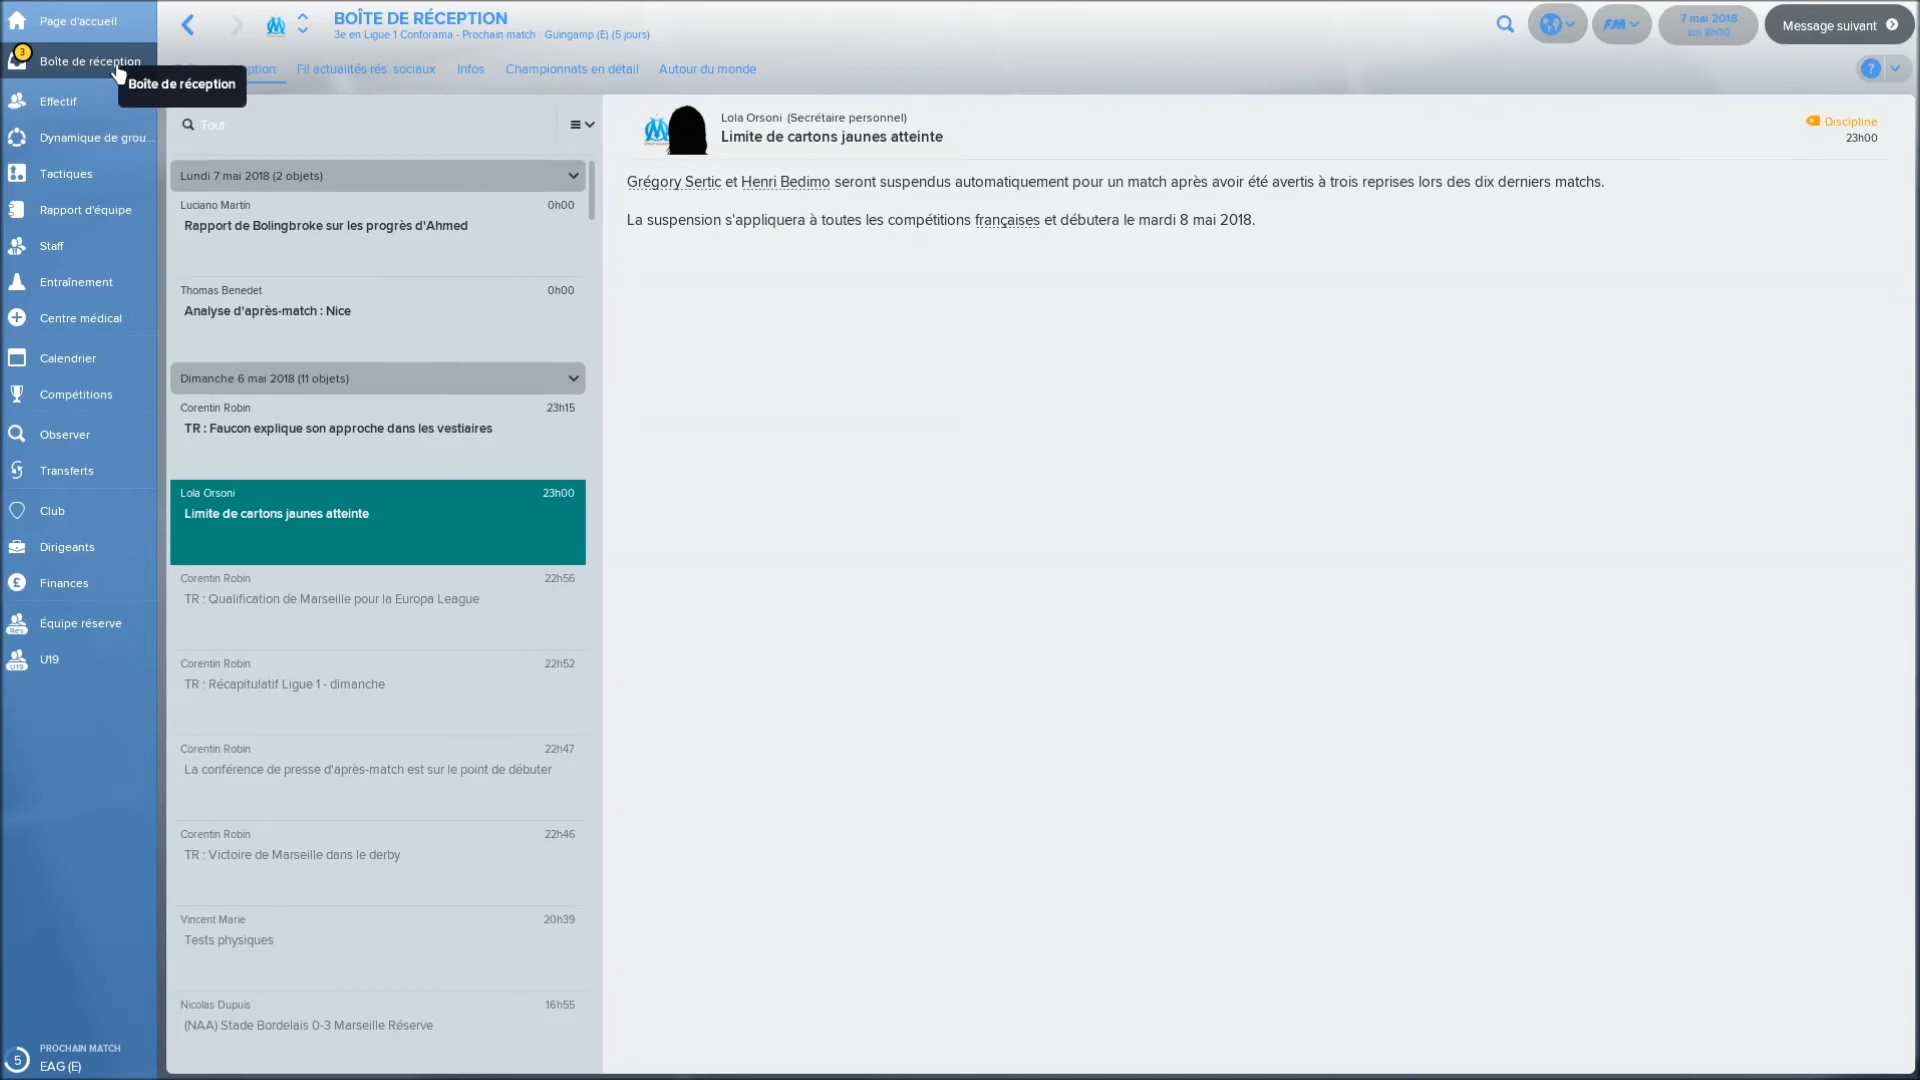 Page d'accueil
3
Boîte de réception
Boîte de réception
Effectif
Dynamique de grou...
Tactiques
Rapport d'équipe
Staff
Entraînement
Centre médical
Calendrier
Compétitions
Observer
Transferts
Club
Dirigeants
Finances
Équipe réserve
U19
5
PROCHAIN MATCH
EAG (E)
BOÎTE DE RÉCEPTION
3e en Ligue 1 Conforama - Prochain match Guingamp (E) (5 jours)
FM
7 mai 2018
lun 8h00
Message suivant
Fil actualités rés. sociaux
Infos
Championnats en détail
Autour du monde
?
Tout
Lundi 7 mai 2018 (2 objets)
Luciano Martín 0h00
Rapport de Bolingbroke sur les progrès d'Ahmed
Thomas Benedet 0h00
Analyse d'après-match : Nice
Dimanche 6 mai 2018 (11 objets)
Corentin Robin 23h15
TR : Faucon explique son approche dans les vestiaires
Lola Orsoni 23h00
Limite de cartons jaunes atteinte
Corentin Robin 22h56
TR : Qualification de Marseille pour la Europa League
Corentin Robin 22h52
TR : Récapitulatif Ligue 1 - dimanche
Corentin Robin 22h47
La conférence de presse d'après-match est sur le point de débuter
Corentin Robin 22h46
TR : Victoire de Marseille dans le derby
Vincent Marie 20h39
Tests physiques
Nicolas Dupuis 16h55
(NAA) Stade Bordelais 0-3 Marseille Réserve
Lola Orsoni (Secrétaire personnel)
Limite de cartons jaunes atteinte
Discipline
23h00
Grégory Sertic et Henri Bedimo seront suspendus automatiquement pour un match après avoir été avertis à trois reprises lors des dix derniers matchs.
La suspension s'appliquera à toutes les compétitions françaises et débutera le mardi 8 mai 2018.